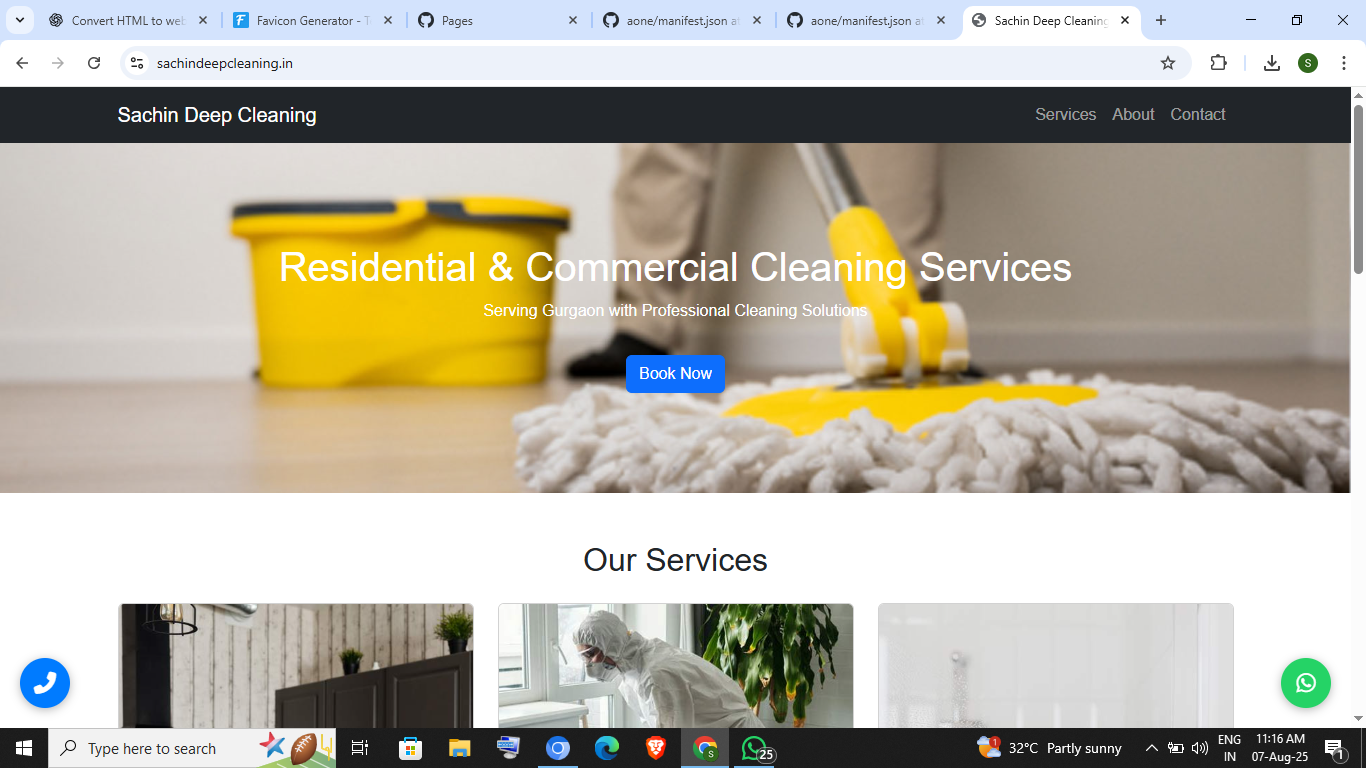 Convert HTML to web
Favicon Generator - T
Pages
aone/manifest.json a
aone/manifest.json a
Sachin Deep Cleaning
sachindeepcleaning.in
S
Sachin Deep Cleaning
Services About Contact
Residential & Commercial Cleaning Services
Serving Gurgaon with Professional Cleaning Solutions
Book Now
Our Services
Type here to search
S
25
1
32°C Partly sunny
ENG
IN
11:16 AM
07-Aug-25
1